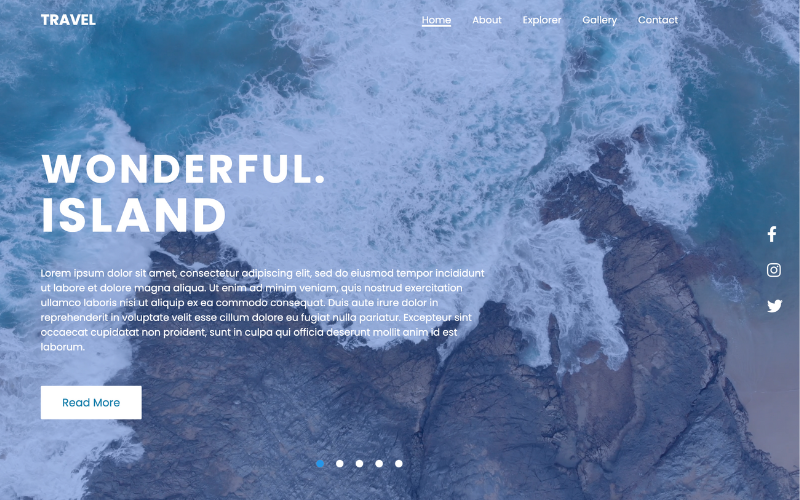 TRAVEL
Home About Explorer Gallery Contact
WONDERFUL.
ISLAND
Lorem ipsum dolor sit amet, consectetur adipiscing elit, sed do eiusmod tempor incididunt
ut labore et dolore magna aliqua. Ut enim ad minim veniam, quis nostrud exercitation
ullamco laboris nisi ut aliquip ex ea commodo consequat. Duis aute irure dolor in
reprehenderit in voluptate velit esse cillum dolore eu fugiat nulla pariatur. Excepteur sint
occaecat cupidatat non proident, sunt in culpa qui officia deserunt mollit anim id est
laborum.
Read More